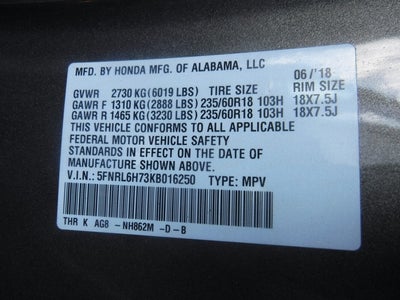 MFD. BY HONDA MFG. OF ALABAMA, LLC
06/'18
GVWR 2730 KG (6019 LBS) TIRE SIZE RIM SIZE
GAWR F 1310 KG (2888 LBS) 235/60R18 103H 18X7.5J
GAWR R 1465 KG (3230 LBS) 235/60R18 103H 18X7.5J
THIS VEHICLE CONFORMS TO ALL APPLICABLE
FEDERAL MOTOR VEHICLE SAFETY
STANDARDS IN EFFECT ON THE DATE OF
MANUFACTURE SHOWN ABOVE.
V.I.N.: 5FNRL6H73KB016250 TYPE: MPV
THR K AG8 -NH862M -D-B